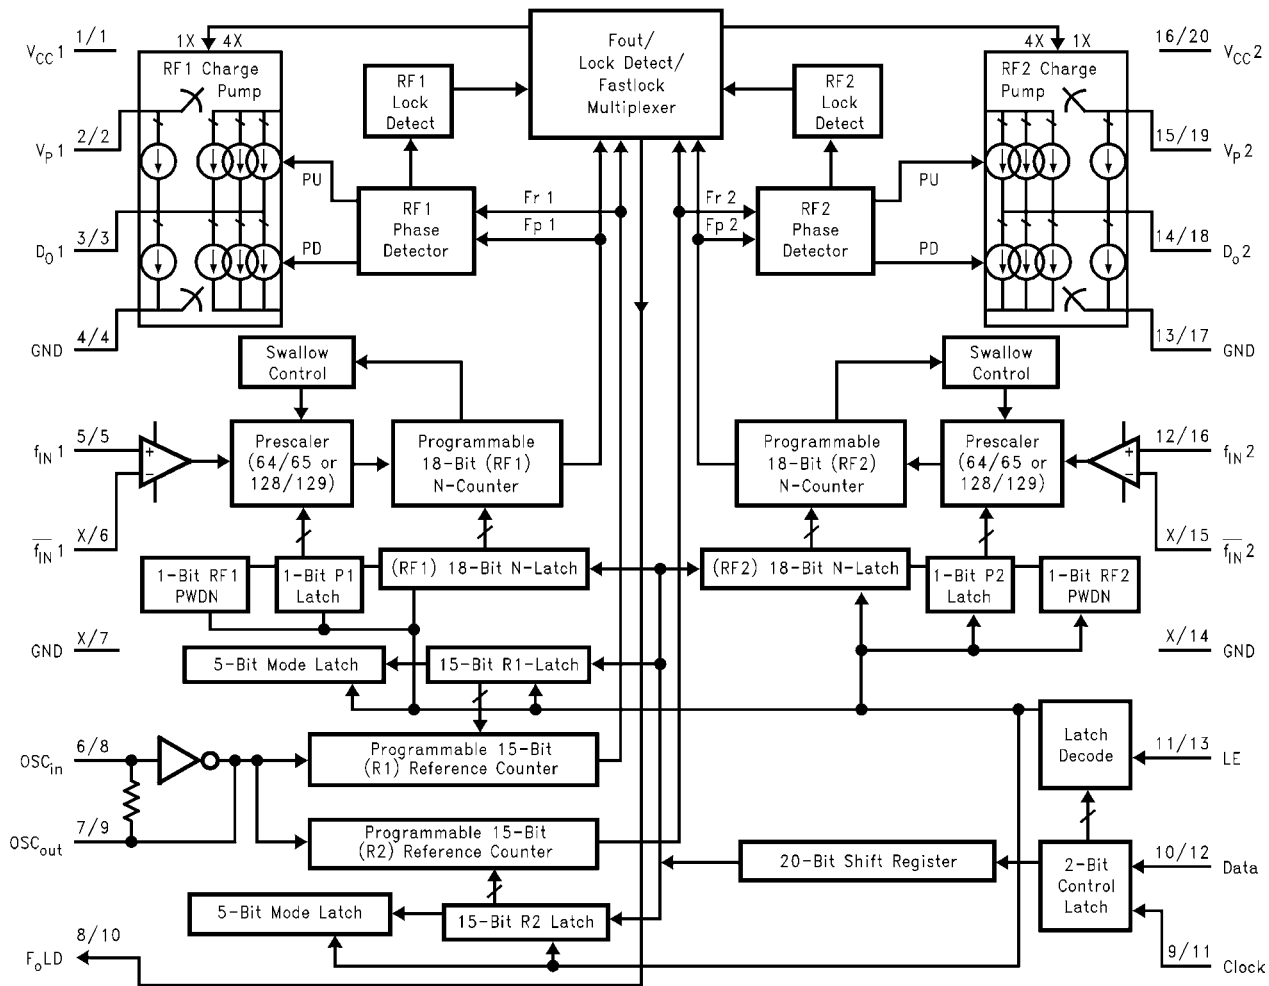 V_CC 1
1/1
1X 4X
RF1 Charge
Pump
Fout/
Lock Detect/
Fastlock
Multiplexer
4X 1X
RF2 Charge
Pump
16/20
V_CC 2
RF1
Lock
Detect
RF2
Lock
Detect
2/2
V_P 1
15/19
V_P 2
PU
RF1
Phase
Detector
Fr 1
Fp 1
Fr 2
Fp 2
RF2
Phase
Detector
PU
3/3
D_O 1
PD
PD
14/18
D_o 2
4/4
GND
13/17
GND
Swallow
Control
Swallow
Control
5/5
f_IN 1
+
−
Prescaler
(64/65 or
128/129)
Programmable
18-Bit (RF1)
N-Counter
Programmable
18-Bit (RF2)
N-Counter
Prescaler
(64/65 or
128/129)
+
−
12/16
f_IN 2
X/6
f̅_I̅N̅ 1
X/15
f̅_I̅N̅ 2
1-Bit RF1
PWDN
1-Bit P1
Latch
(RF1) 18-Bit N-Latch
(RF2) 18-Bit N-Latch
1-Bit P2
Latch
1-Bit RF2
PWDN
X/7
GND
X/14
GND
5-Bit Mode Latch
15-Bit R1-Latch
6/8
OSC_in
Programmable 15-Bit
(R1) Reference Counter
Latch
Decode
11/13
LE
7/9
OSC_out
Programmable 15-Bit
(R2) Reference Counter
20-Bit Shift Register
2-Bit
Control
Latch
10/12
Data
5-Bit Mode Latch
15-Bit R2 Latch
8/10
F_oLD
9/11
Clock